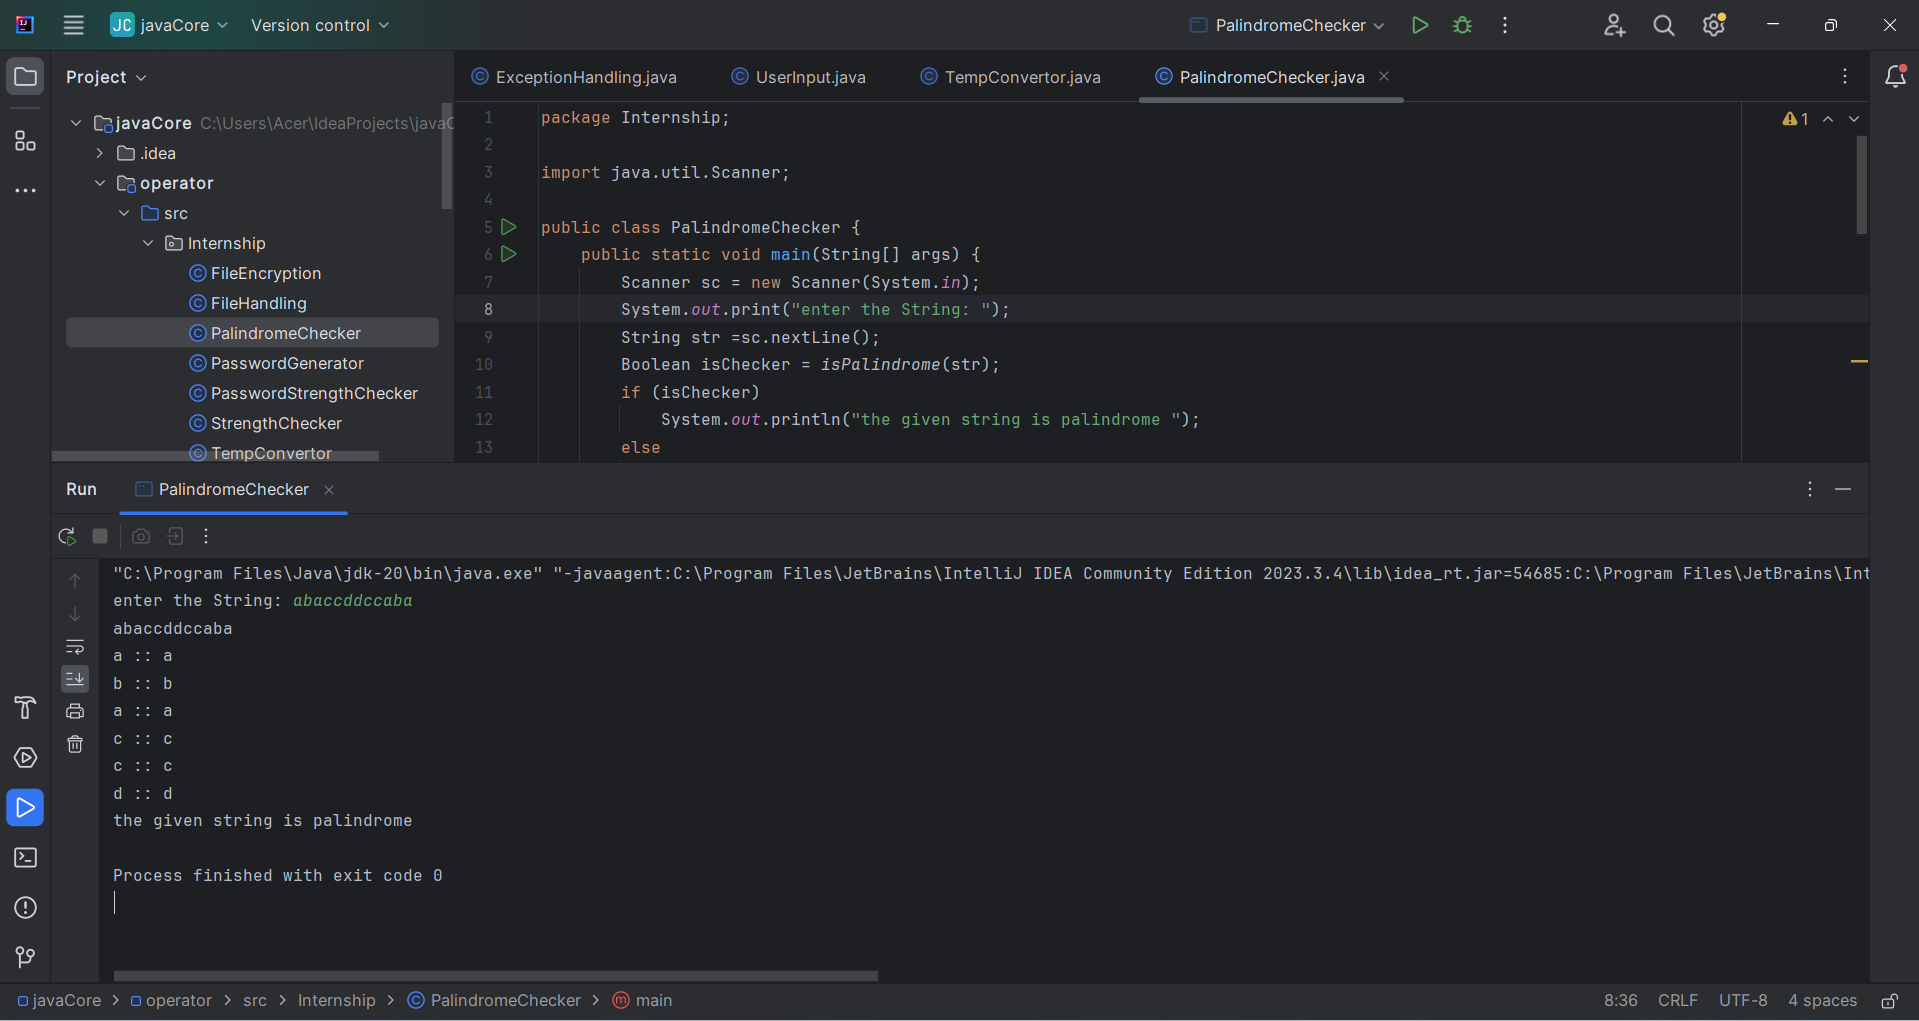 JC javaCore Version control PalindromeChecker
Project
ExceptionHandling.java UserInput.java TempConvertor.java PalindromeChecker.java
javaCore C:\Users\Acer\IdeaProjects\javaC
.idea
operator
src
Internship
FileEncryption
FileHandling
PalindromeChecker
PasswordGenerator
PasswordStrengthChecker
StrengthChecker
TempConvertor
1 package Internship;
2
3 import java.util.Scanner;
4
5 public class PalindromeChecker {
6 public static void main(String[] args) {
7 Scanner sc = new Scanner(System.in);
8 System.out.print("enter the String: ");
9 String str =sc.nextLine();
10 Boolean isChecker = isPalindrome(str);
11 if (isChecker)
12 System.out.println("the given string is palindrome ");
13 else
1
Run PalindromeChecker
"C:\Program Files\Java\jdk-20\bin\java.exe" "-javaagent:C:\Program Files\JetBrains\IntelliJ IDEA Community Edition 2023.3.4\lib\idea_rt.jar=54685:C:\Program Files\JetBrains\Int
enter the String: abaccddccaba
abaccddccaba
a :: a
b :: b
a :: a
c :: c
c :: c
d :: d
the given string is palindrome
Process finished with exit code 0
javaCore > operator > src > Internship > PalindromeChecker > main 8:36 CRLF UTF-8 4 spaces